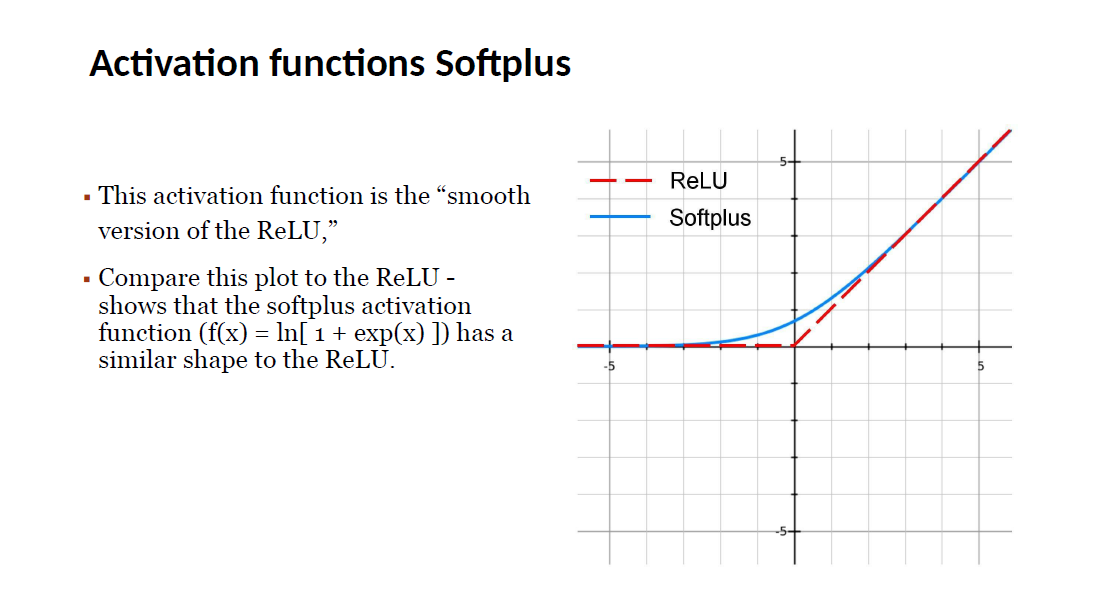 Activation functions Softplus
▪ This activation function is the “smooth
version of the ReLU,”
▪ Compare this plot to the ReLU -
shows that the softplus activation
function (f(x) = ln[ 1 + exp(x) ]) has a
similar shape to the ReLU.
5
ReLU
Softplus
-5
5
-5